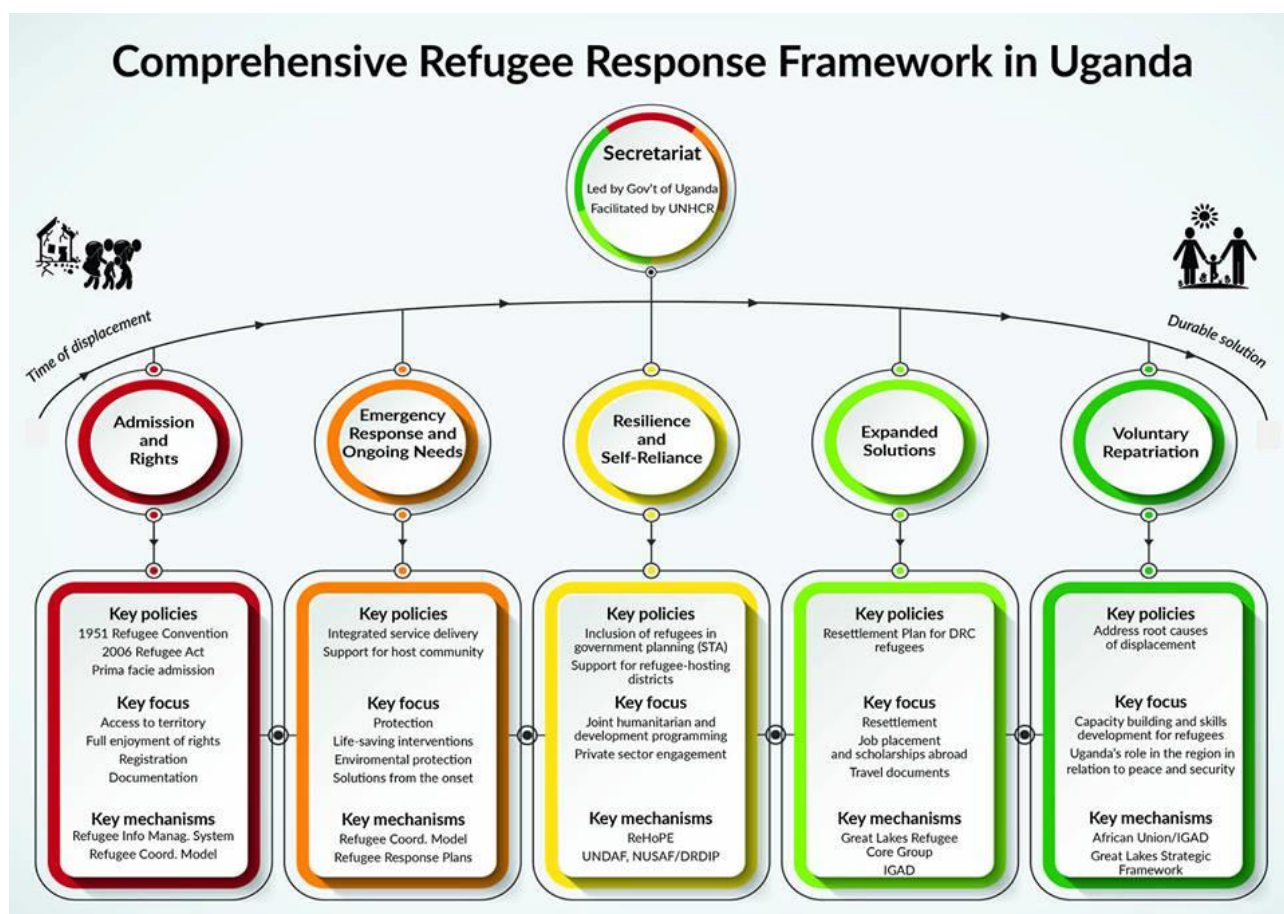 Comprehensive Refugee Response Framework in Uganda
Secretariat
Led by Gov't of Uganda
Facilitated by UNHCR
Time of displacement
Durable solution
Admission
and
Rights
Emergency
Response and
Ongoing Needs
Resilience
and
Self-Reliance
Expanded
Solutions
Voluntary
Repatriation
Key policies
1951 Refugee Convention
2006 Refugee Act
Prima facie admission
Key focus
Access to territory
Full enjoyment of rights
Registration
Documentation
Key mechanisms
Refugee Info Manag. System
Refugee Coord. Model
Key policies
Integrated service delivery
Support for host community
Key focus
Protection
Life-saving interventions
Enviromental protection
Solutions from the onset
Key mechanisms
Refugee Coord. Model
Refugee Response Plans
Key policies
Inclusion of refugees in
government planning (STA)
Support for refugee-hosting
districts
Key focus
Joint humanitarian and
development programming
Private sector engagement
Key mechanisms
ReHoPE
UNDAF, NUSAF/DRDIP
Key policies
Resettlement Plan for DRC
refugees
Key focus
Resettlement
Job placement
and scholarships abroad
Travel documents
Key mechanisms
Great Lakes Refugee
Core Group
IGAD
Key policies
Address root causes
of displacement
Key focus
Capacity building and skills
development for refugees
Uganda's role in the region in
relation to peace and security
Key mechanisms
African Union/IGAD
Great Lakes Strategic
Framework